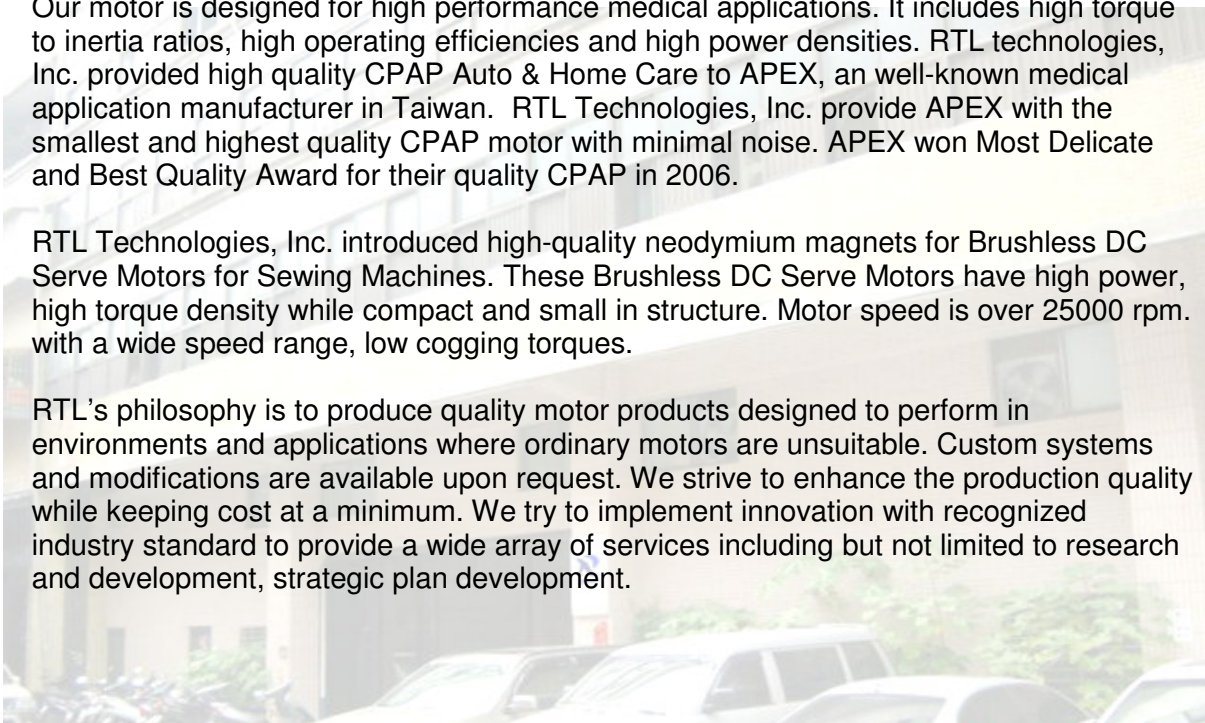 Our motor is designed for high performance medical applications. It includes high torque
to inertia ratios, high operating efficiencies and high power densities. RTL technologies,
Inc. provided high quality CPAP Auto & Home Care to APEX, an well-known medical
application manufacturer in Taiwan.  RTL Technologies, Inc. provide APEX with the
smallest and highest quality CPAP motor with minimal noise. APEX won Most Delicate
and Best Quality Award for their quality CPAP in 2006.
RTL Technologies, Inc. introduced high-quality neodymium magnets for Brushless DC
Serve Motors for Sewing Machines. These Brushless DC Serve Motors have high power,
high torque density while compact and small in structure. Motor speed is over 25000 rpm.
with a wide speed range, low cogging torques.
RTL’s philosophy is to produce quality motor products designed to perform in
environments and applications where ordinary motors are unsuitable. Custom systems
and modifications are available upon request. We strive to enhance the production quality
while keeping cost at a minimum. We try to implement innovation with recognized
industry standard to provide a wide array of services including but not limited to research
and development, strategic plan development.